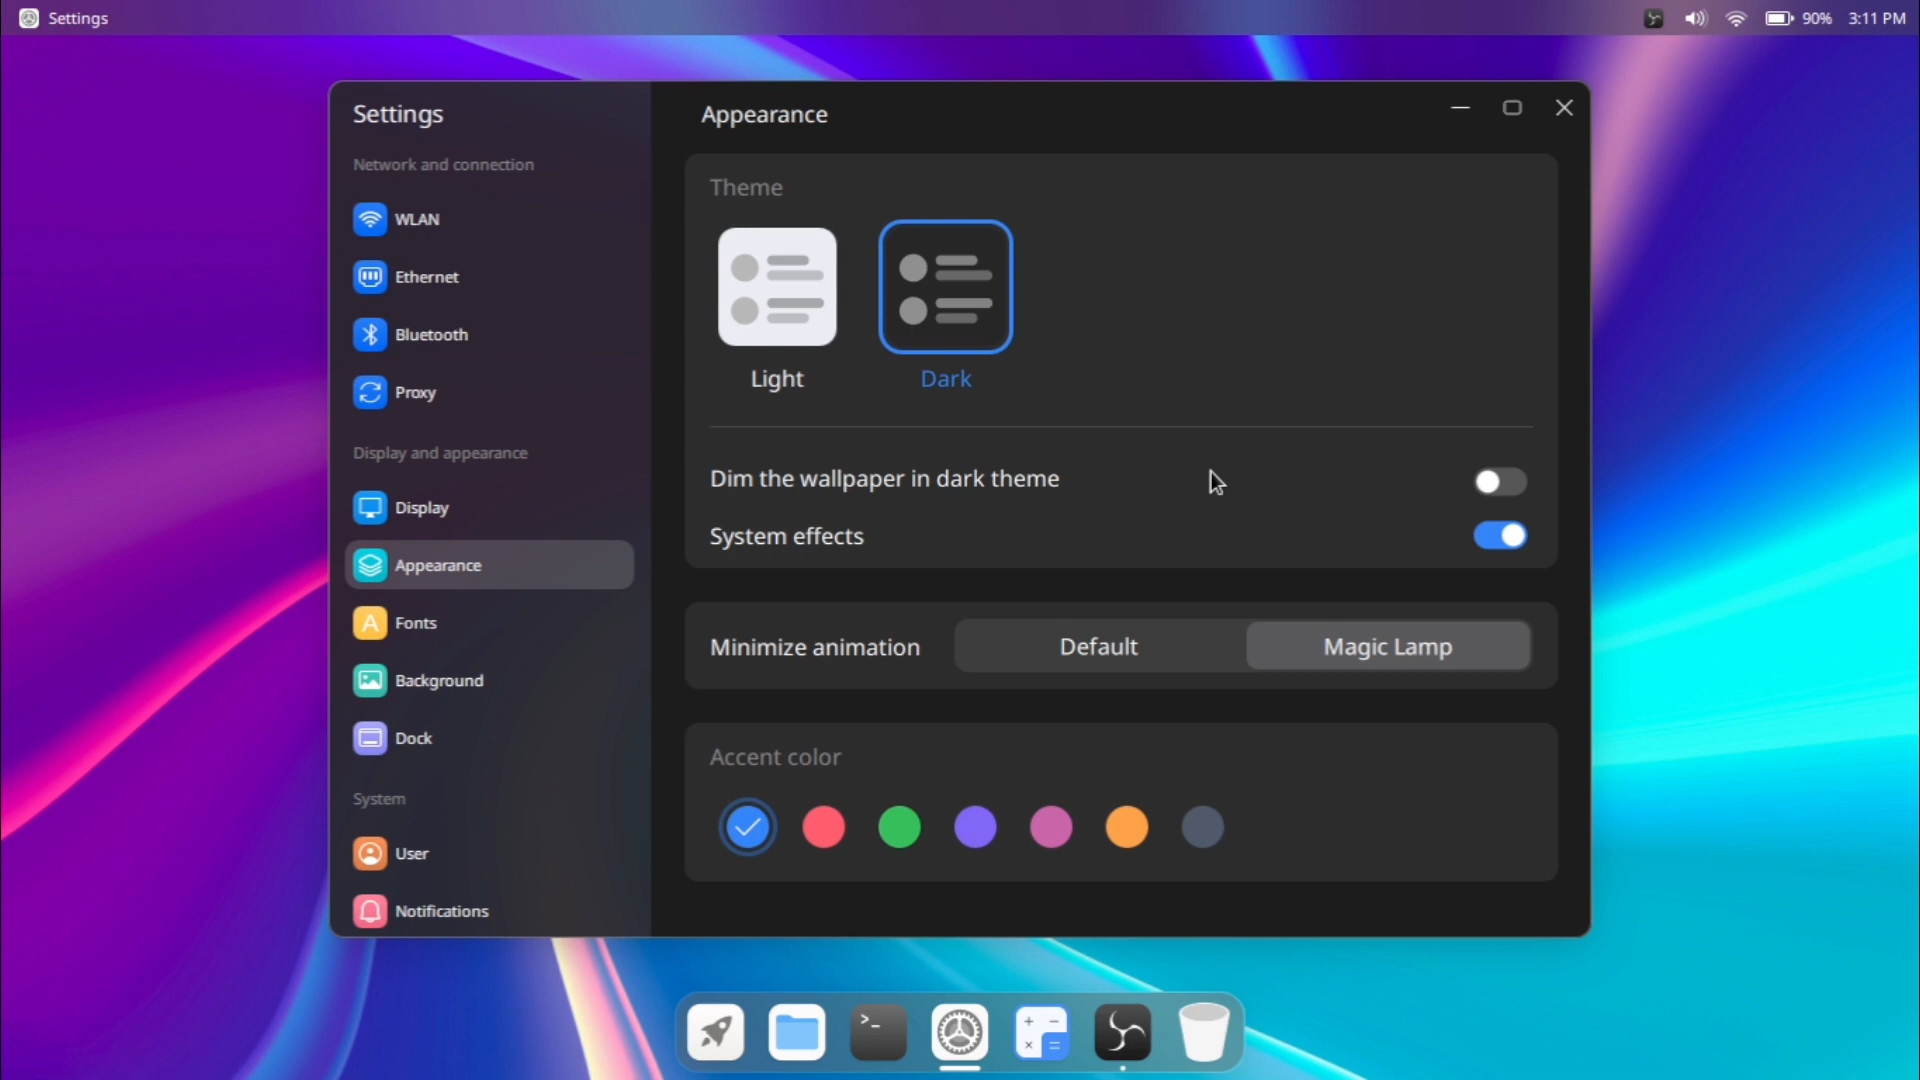 Settings
90% 3:11 PM
Settings
Network and connection
WLAN
Ethernet
Bluetooth
Proxy
Display and appearance
Display
Appearance
Fonts
Background
Dock
System
User
Notifications
Appearance
Theme
Light Dark
Dim the wallpaper in dark theme
System effects
Minimize animation Default Magic Lamp
Accent color